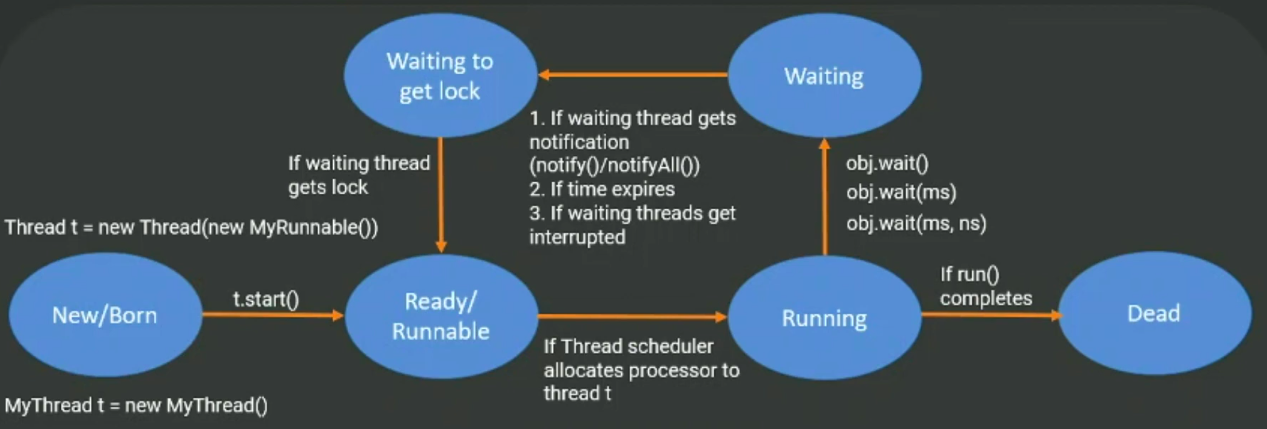 Waiting to
get lock
Waiting
1. If waiting thread gets
notification
(notify()/notifyAll())
2. If time expires
3. If waiting threads get
interrupted
If waiting thread
gets lock
obj.wait()
obj.wait(ms)
obj.wait(ms, ns)
Thread t = new Thread(new MyRunnable())
New/Born
t.start()
Ready/
Runnable
If Thread scheduler
allocates processor to
thread t
Running
If run()
completes
Dead
MyThread t = new MyThread()